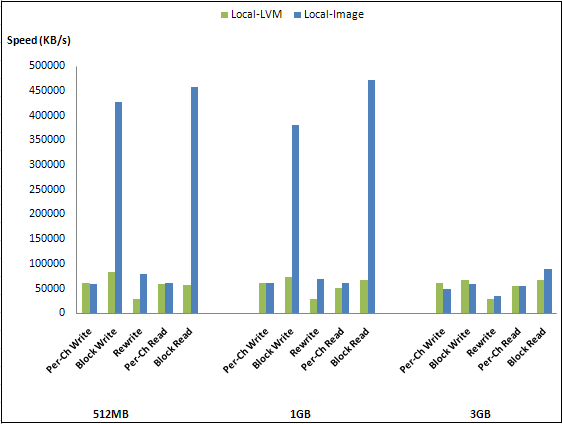 Local-LVM Local-Image
Speed (KB/s)
500000
450000
400000
350000
300000
250000
200000
150000
100000
50000
0
Per-Ch Write Block Write Rewrite Per-Ch Read Block Read Per-Ch Write Block Write Rewrite Per-Ch Read Block Read Per-Ch Write Block Write Rewrite Per-Ch Read Block Read
512MB 1GB 3GB